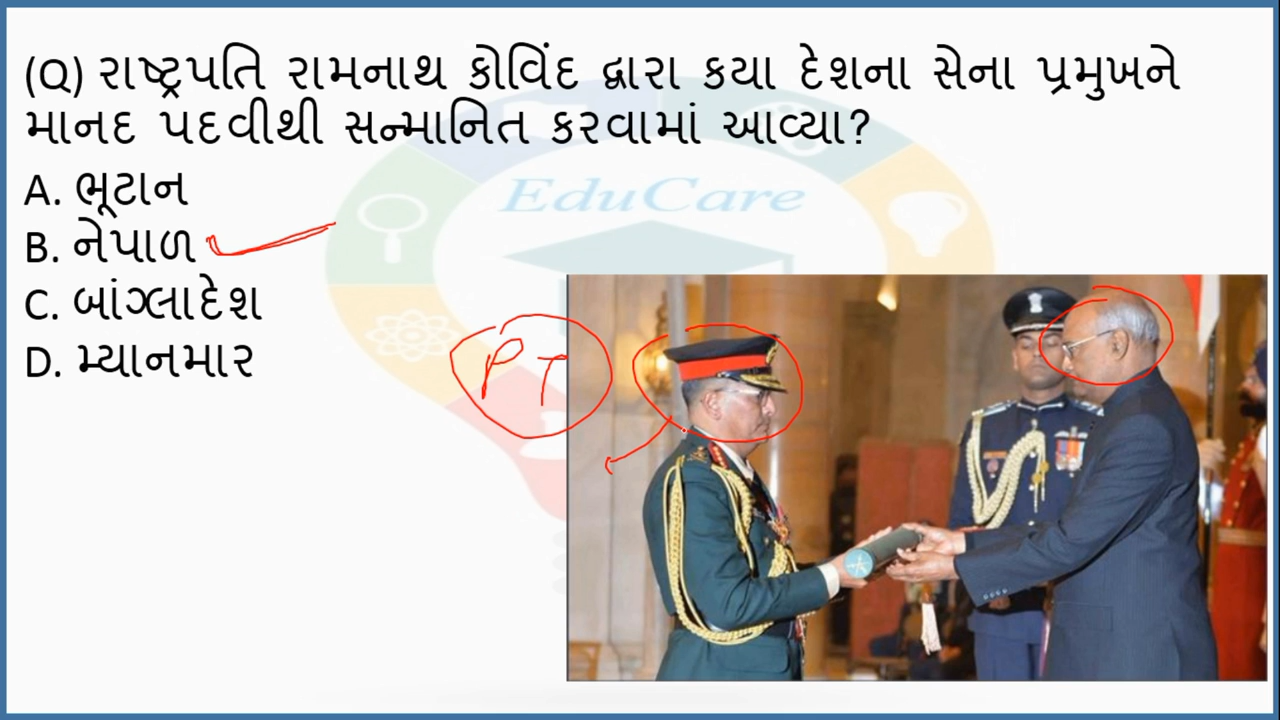 (Q) રાષ્ટ્રપતિ રામનાથ કોવિંદ દ્વારા કયા દેશના સેના પ્રમુખને
માનદ પદવીથી સન્માનિત કરવામાં આવ્યા?
A. ભૂટાન
B. નેપાળ
C. બાંગ્લાદેશ
D. મ્યાનમાર
EduCare
PT